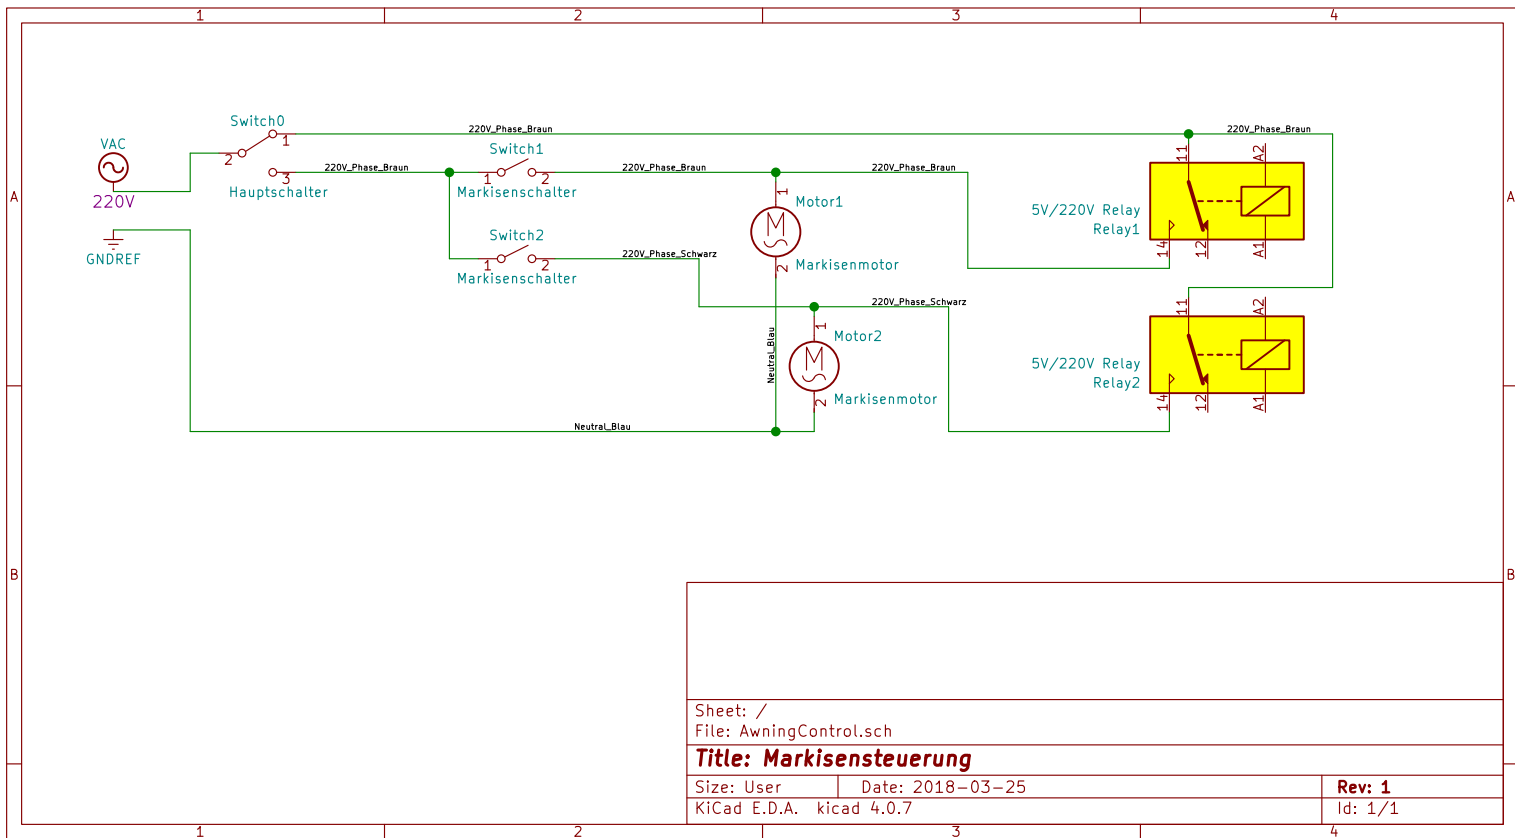 1 2 3 4
A A
B B
Switch0
1
2
3
Hauptschalter
VAC
220V
GNDREF
220V_Phase_Braun
220V_Phase_Braun
220V_Phase_Braun
220V_Phase_Braun
220V_Phase_Braun
Switch1
1 2
Markisenschalter
Switch2
1 2
Markisenschalter
220V_Phase_Schwarz
220V_Phase_Schwarz
1
Motor1
M
Markisenmotor
2
1
Motor2
M
Markisenmotor
2
Neutral_Blau
Neutral_Blau
11 A2
5V/220V Relay
Relay1
14 12 A1
11 A2
5V/220V Relay
Relay2
14 12 A1
Sheet: /
File: AwningControl.sch
Title: Markisensteuerung
Size: User Date: 2018-03-25 Rev: 1
KiCad E.D.A. kicad 4.0.7 Id: 1/1
1 2 3 4